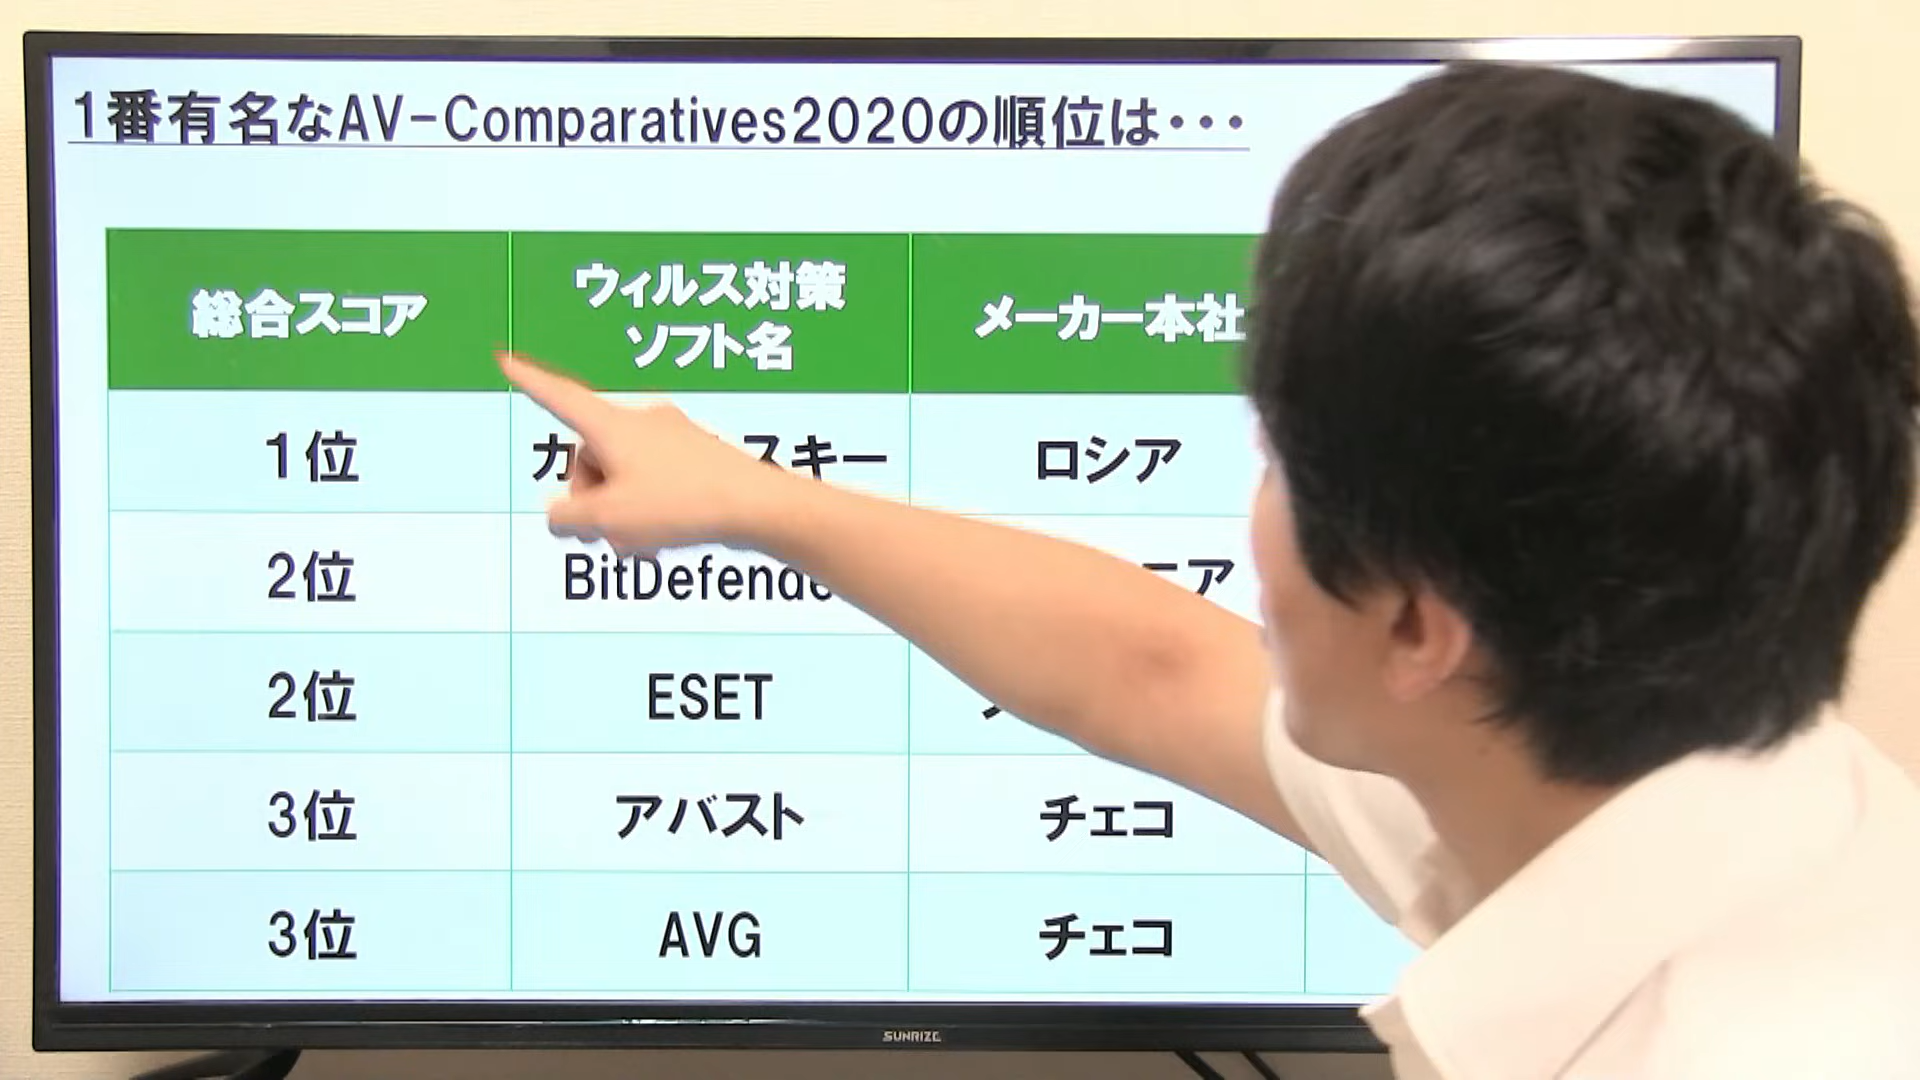 1番有名なAV-Comparatives2020の順位は・・・
総合スコア
ウィルス対策
ソフト名
メーカー本社
1位
ロシア
2位
2位
ESET
3位
アバスト
チェコ
3位
AVG
チェコ
SUNRIZE